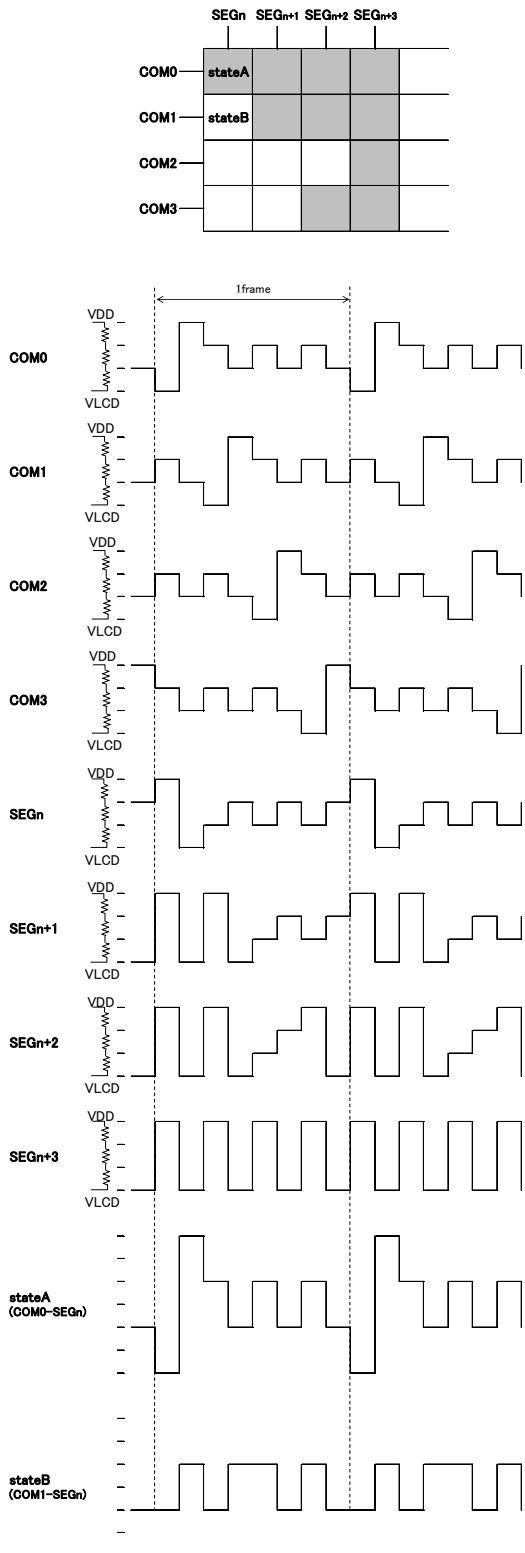 SEGn SEGn+1 SEGn+2 SEGn+3
COM0 stateA
COM1 stateB
COM2
COM3
1frame
VDD
COM0
VLCD
VDD
COM1
VLCD
VDD
COM2
VLCD
VDD
COM3
VLCD
VDD
SEGn
VLCD
VDD
SEGn+1
VLCD
VDD
SEGn+2
VLCD
VDD
SEGn+3
VLCD
stateA
(COM0-SEGn)
stateB
(COM1-SEGn)